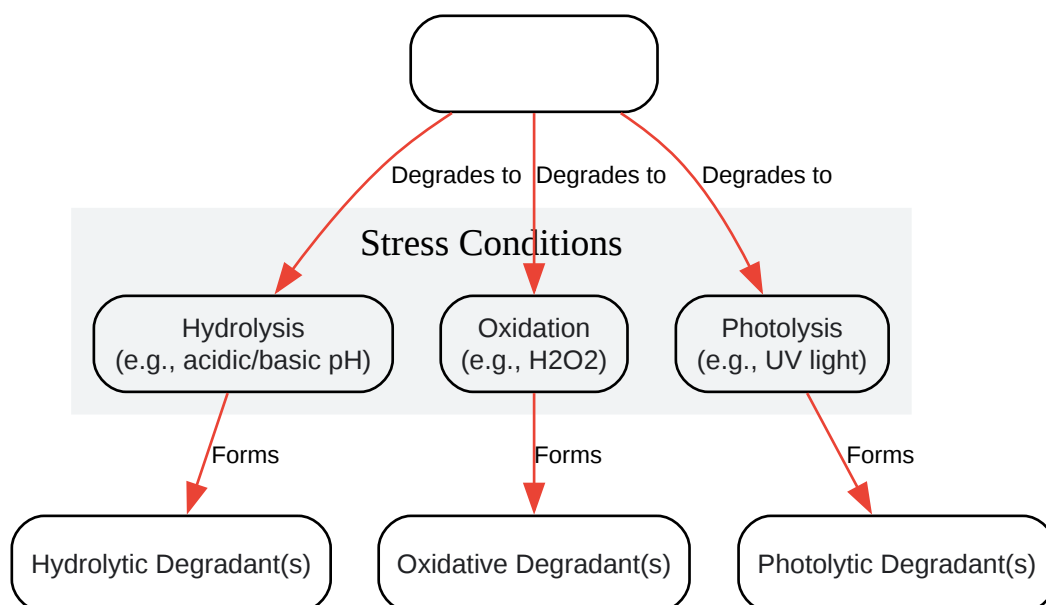 Degrades to
Degrades to
Degrades to
Stress Conditions
Hydrolysis
(e.g., acidic/basic pH)
Oxidation
(e.g., H2O2)
Photolysis
(e.g., UV light)
Forms
Forms
Forms
Hydrolytic Degradant(s)
Oxidative Degradant(s)
Photolytic Degradant(s)